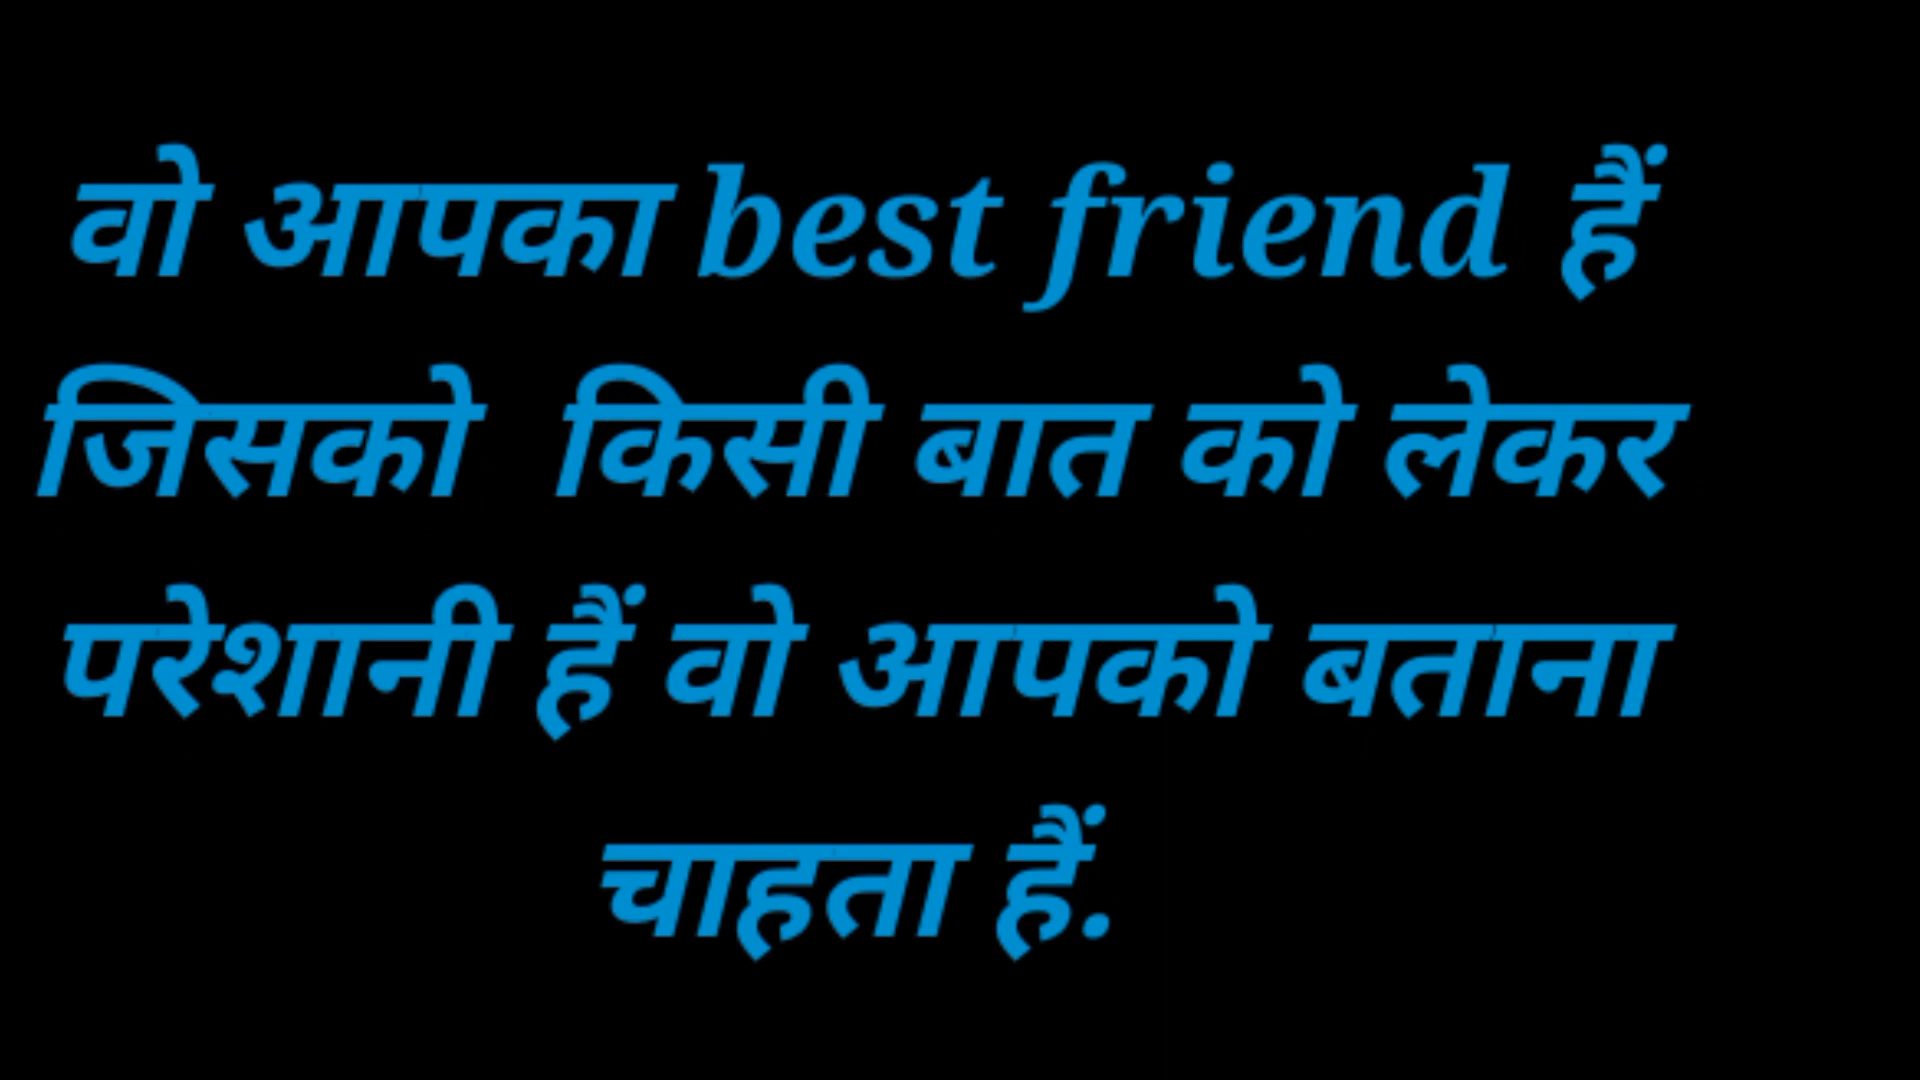 वो आपका best friend हैं
जिसको किसी बात को लेकर
परेशानी हैं वो आपको बताना
चाहता हैं.